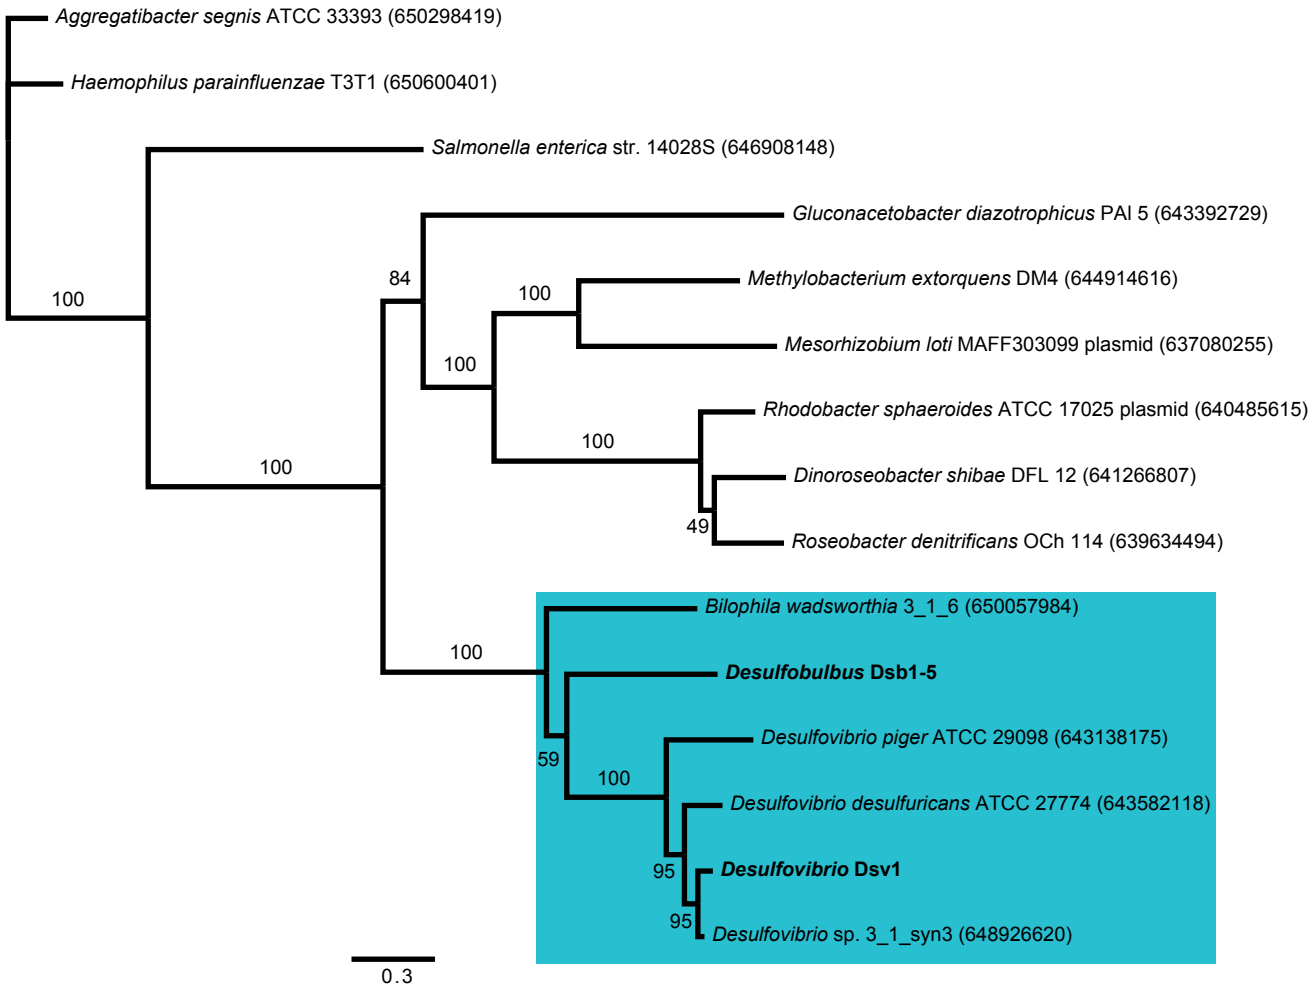 Aggregatibacter segnis ATCC 33393 (650298419)
Haemophilus parainfluenzae T3T1 (650600401)
Salmonella enterica str. 14028S (646908148)
Gluconacetobacter diazotrophicus PAl 5 (643392729)
84
Methylobacterium extorquens DM4 (644914616)
100
100
Mesorhizobium loti MAFF303099 plasmid (637080255)
100
Rhodobacter sphaeroides ATCC 17025 plasmid (640485615)
100
100
Dinoroseobacter shibae DFL 12 (641266807)
49
Roseobacter denitrificans OCh 114 (639634494)
Bilophila wadsworthia 3_1_6 (650057984)
100
Desulfobulbus Dsb1-5
Desulfovibrio piger ATCC 29098 (643138175)
59
100
Desulfovibrio desulfuricans ATCC 27774 (643582118)
95
Desulfovibrio Dsv1
95
Desulfovibrio sp. 3_1_syn3 (648926620)
0.3